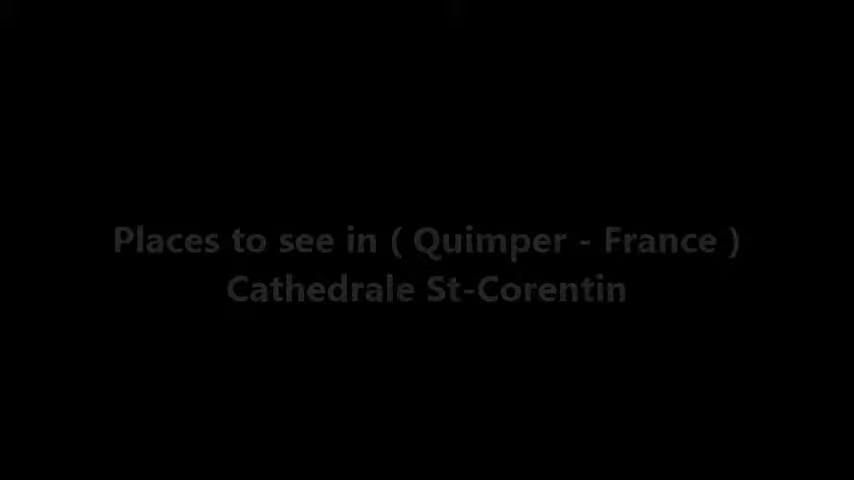 Places to see in ( Quimper - France )
Cathedrale St-Corentin